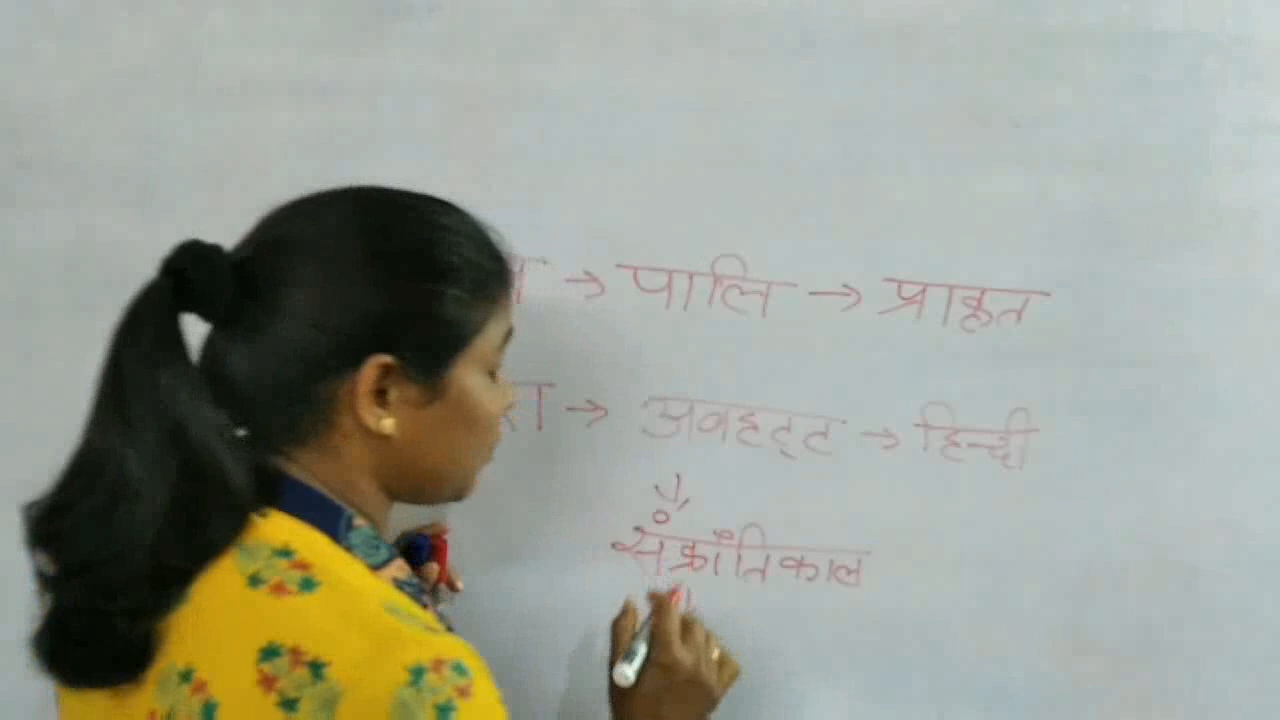 → पालि → प्राकृत
→ अवहट्ट → हिन्दी
संक्रांतिकाल